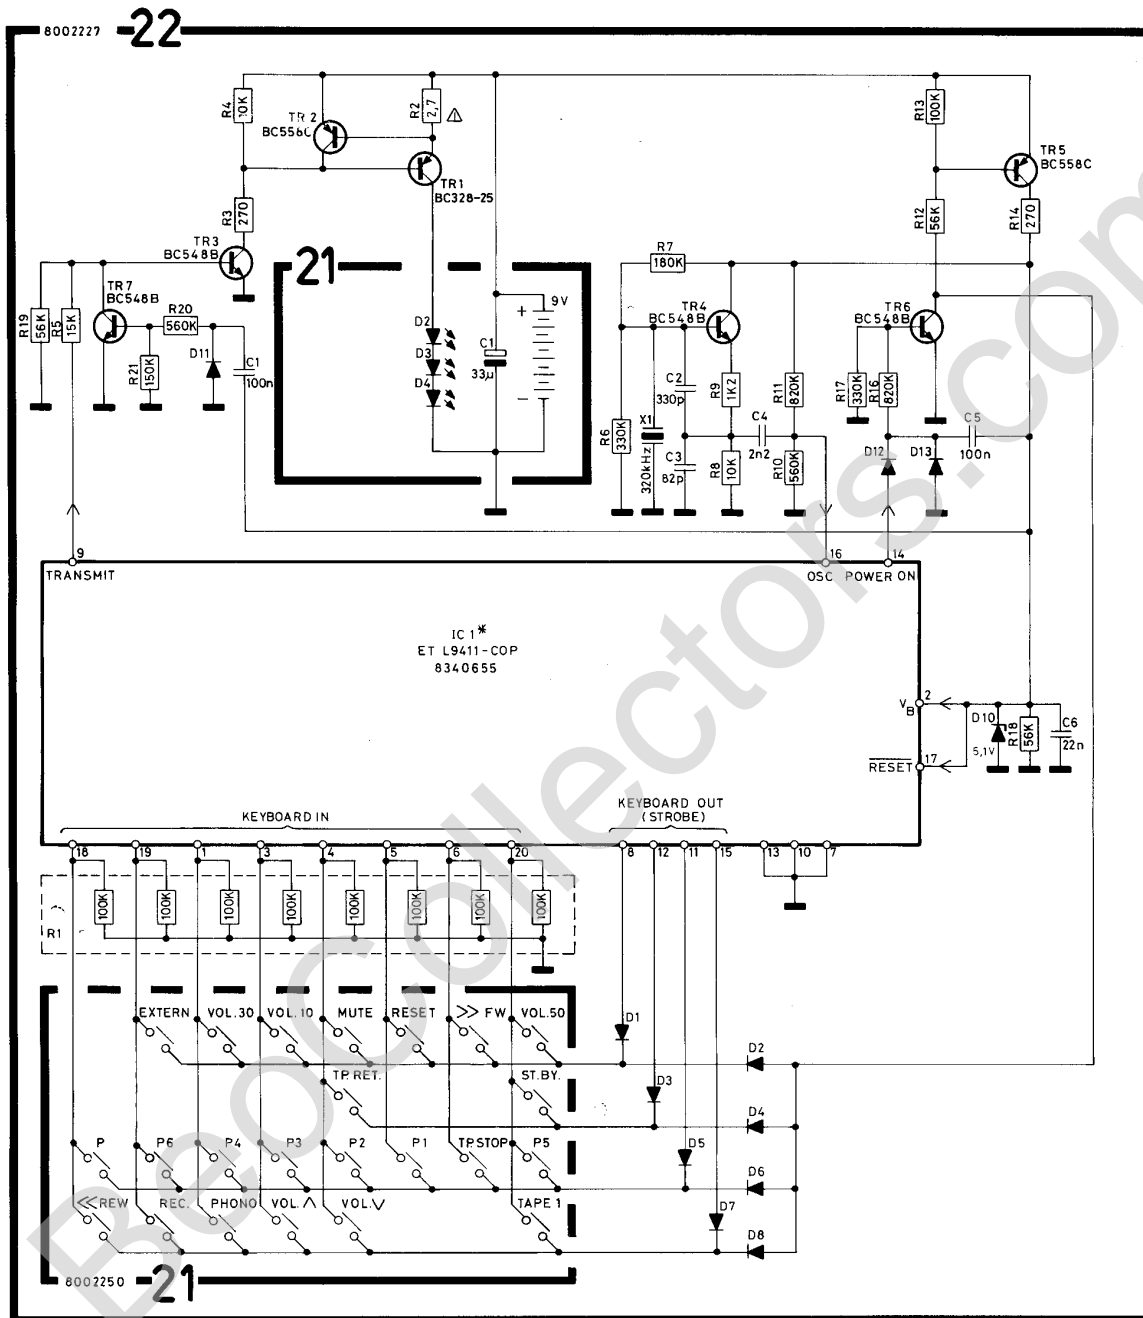 8002227
22
R4
10K
TR 2
BC556C
R2
2,7
R13
100K
TR5
BC558C
TR1
BC328-25
R3
270
R12
56K
R14
270
TR3
BC548B
21
R7
180K
TR7
BC548B
R19
56K
R5
15K
R20
560K
R21
150K
D11
C1
100n
D2
D3
D4
C1
33µ
+
9V
−
TR4
BC548B
TR6
BC548B
C2
330p
R9
1K2
R11
820K
R17
330K
R16
820K
R6
330K
X1
320kHz
C3
82p
R8
10K
C4
2n2
R10
560K
D12
D13
C5
100n
9
16
14
TRANSMIT
OSC
POWER ON
IC 1*
ET L9411-COP
8340655
VB
2
D10
5,1V
R18
56K
C6
22n
RESET
17
KEYBOARD IN
KEYBOARD OUT
(STROBE)
18
19
1
3
4
5
6
20
8
12
11
15
13
10
7
R1
100K
100K
100K
100K
100K
100K
100K
100K
EXTERN
VOL.30
VOL.10
MUTE
RESET
>> FW
VOL.50
D1
D2
TP.RET.
ST.BY.
D3
D4
P
P6
P4
P3
P2
P1
TP.STOP
P5
D5
D6
<<REW
REC.
PHONO
VOL.∧
VOL.∨
TAPE 1
D7
D8
8002250
21
BeoCollectors.com